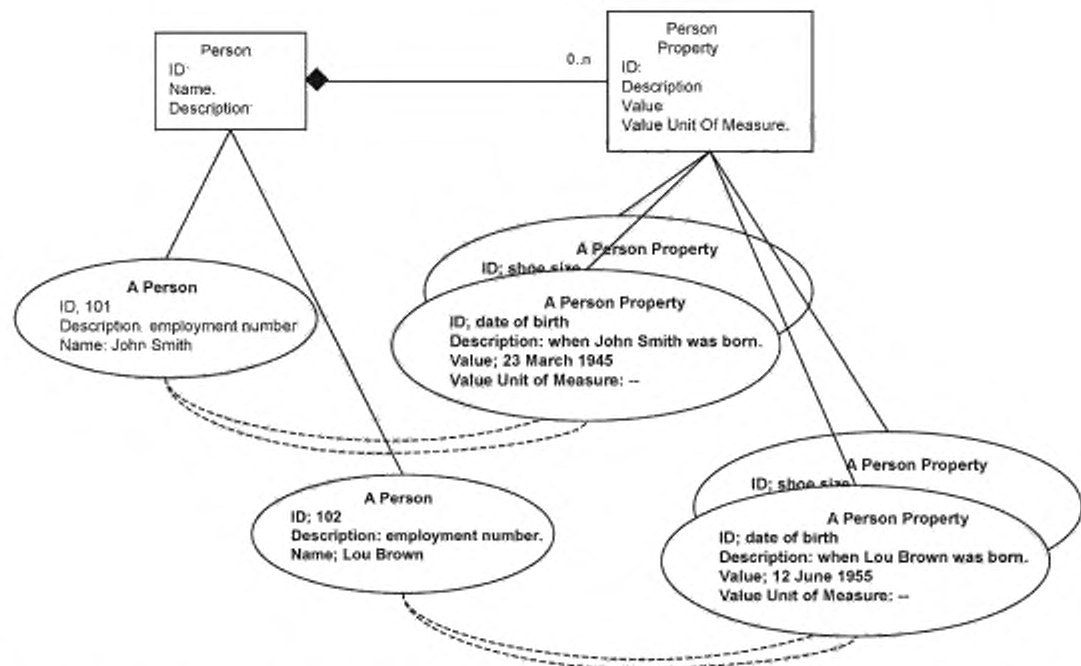 Person
ID:
Name.
Description:
0..n
Person
Property
ID:
Description
Value
Value Unit Of Measure.
A Person
ID, 101
Description, employment number
Name: John Smith
A Person Property
ID; shoe size
A Person Property
ID; date of birth
Description: when John Smith was born.
Value; 23 March 1945
Value Unit of Measure: --
A Person
ID; 102
Description: employment number.
Name; Lou Brown
A Person Property
ID; shoe size
A Person Property
ID; date of birth
Description: when Lou Brown was born.
Value; 12 June 1955
Value Unit of Measure: --